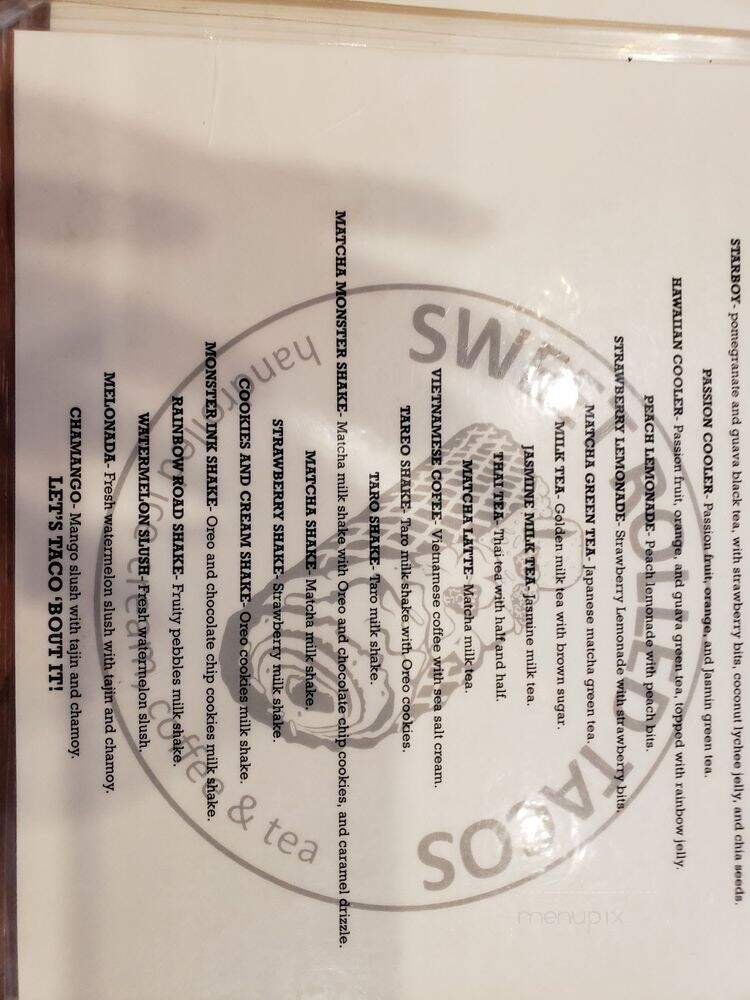 STARBOY- pomegranate and guava black tea, with strawberry bits, coconut lychee jelly, and chia seeds.
PASSION COOLER- Passion fruit, orange, and Jasmin green tea.
HAWAIIAN COOLER- Passion fruit, orange, and guava green tea, topped with rainbow jelly.
PEACH LEMONADE- Peach lemonade with peach bits.
STRAWBERRY LEMONADE- Strawberry Lemonade with strawberry bits.
MATCHA GREEN TEA- Japanese matcha green tea.
MILK TEA- Golden milk tea with brown sugar.
JASMINE MILK TEA- Jasmine milk tea.
THAI TEA- Thai tea with half and half.
MATCHA LATTE- Matcha milk tea.
VIETNAMESE COFFEE- Vietnamese coffee with sea salt cream.
TAREO SHAKE- Taro milk shake with Oreo cookies.
TARO SHAKE- Taro milk shake.
MATCHA MONSTER SHAKE- Matcha milk shake with Oreo and chocolate chip cookies, and caramel drizzle.
MATCHA SHAKE- Matcha milk shake.
STRAWBERRY SHAKE- Strawberry milk shake.
COOKIES AND CREAM SHAKE- Oreo cookies milk shake.
MONSTER INK SHAKE- Oreo and chocolate chip cookies milk shake.
RAINBOW ROAD SHAKE- Fruity pebbles milk shake.
WATERMELON SLUSH- Fresh watermelon slush.
MELONADA- Fresh watermelon slush with tajin and chamoy.
CHAMANGO- Mango slush with tajin and chamoy.
LET'S TACO ‘BOUT IT!
SWEET ROLLED TACOS
handrolled ice cream, coffee & tea
menupix